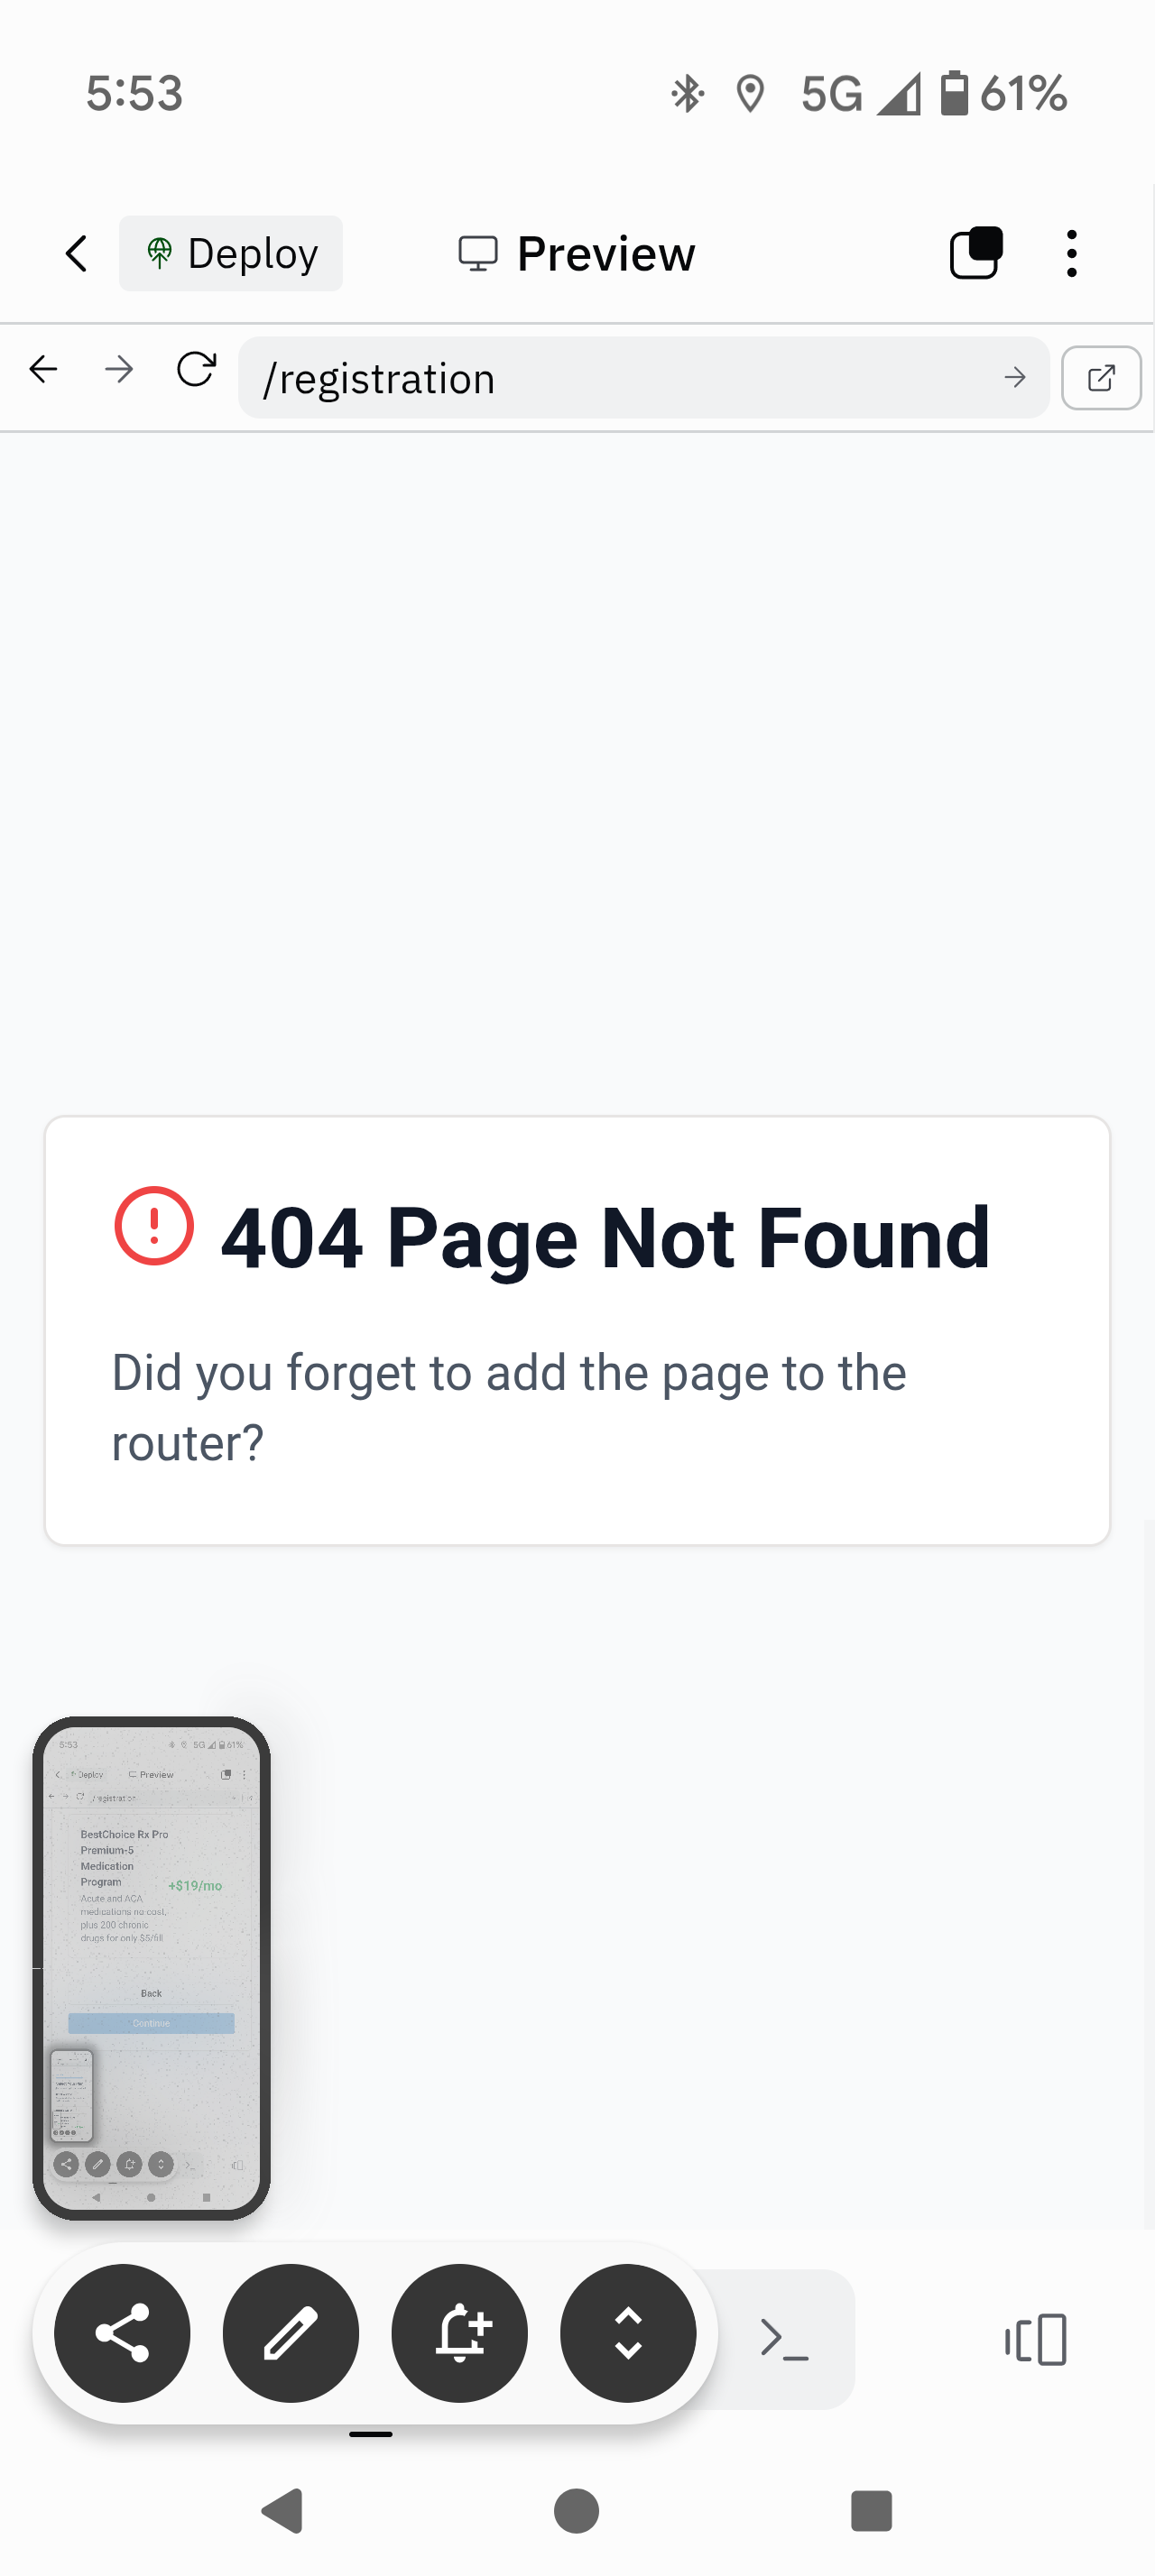 5:53
5G 61%
Deploy
Preview
/registration
404 Page Not Found
Did you forget to add the page to the
router?
5:53
5G 61%
Deploy
Preview
/registration
BestChoice Rx Pro
Premium-5
Medication
Program
+$19/mo
Acute and ACA
medications no cost,
plus 200 chronic
drugs for only $5/fill
Back
Continue